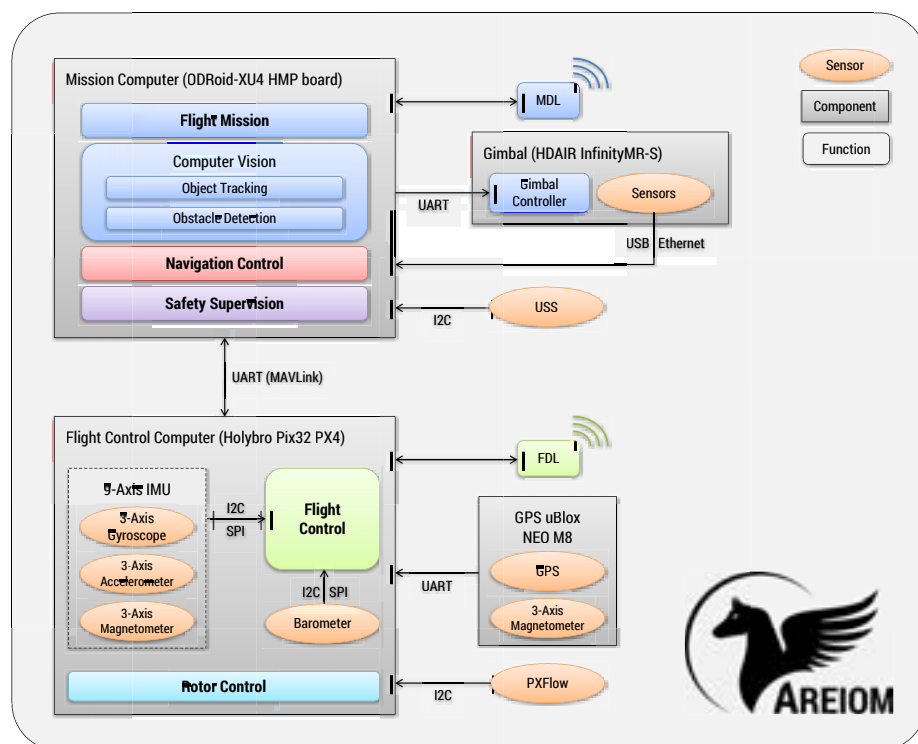 Mission Computer (ODRoid-XU4 HMP board)
Flight Mission
Computer Vision
Object Tracking
Obstacle Detection
Navigation Control
Safety Supervision
MDL
Gimbal (HDAIR InfinityMR-S)
Gimbal
Controller
Sensors
UART
USB Ethernet
USS
I2C
Sensor
Component
Function
UART (MAVLink)
Flight Control Computer (Holybro Pix32 PX4)
9-Axis IMU
3-Axis
Gyroscope
3-Axis
Accelerometer
3-Axis
Magnetometer
I2C
SPI
Flight
Control
I2C SPI
Barometer
Rotor Control
FDL
GPS uBlox
NEO M8
GPS
3-Axis
Magnetometer
UART
PXFlow
I2C
AREIOM